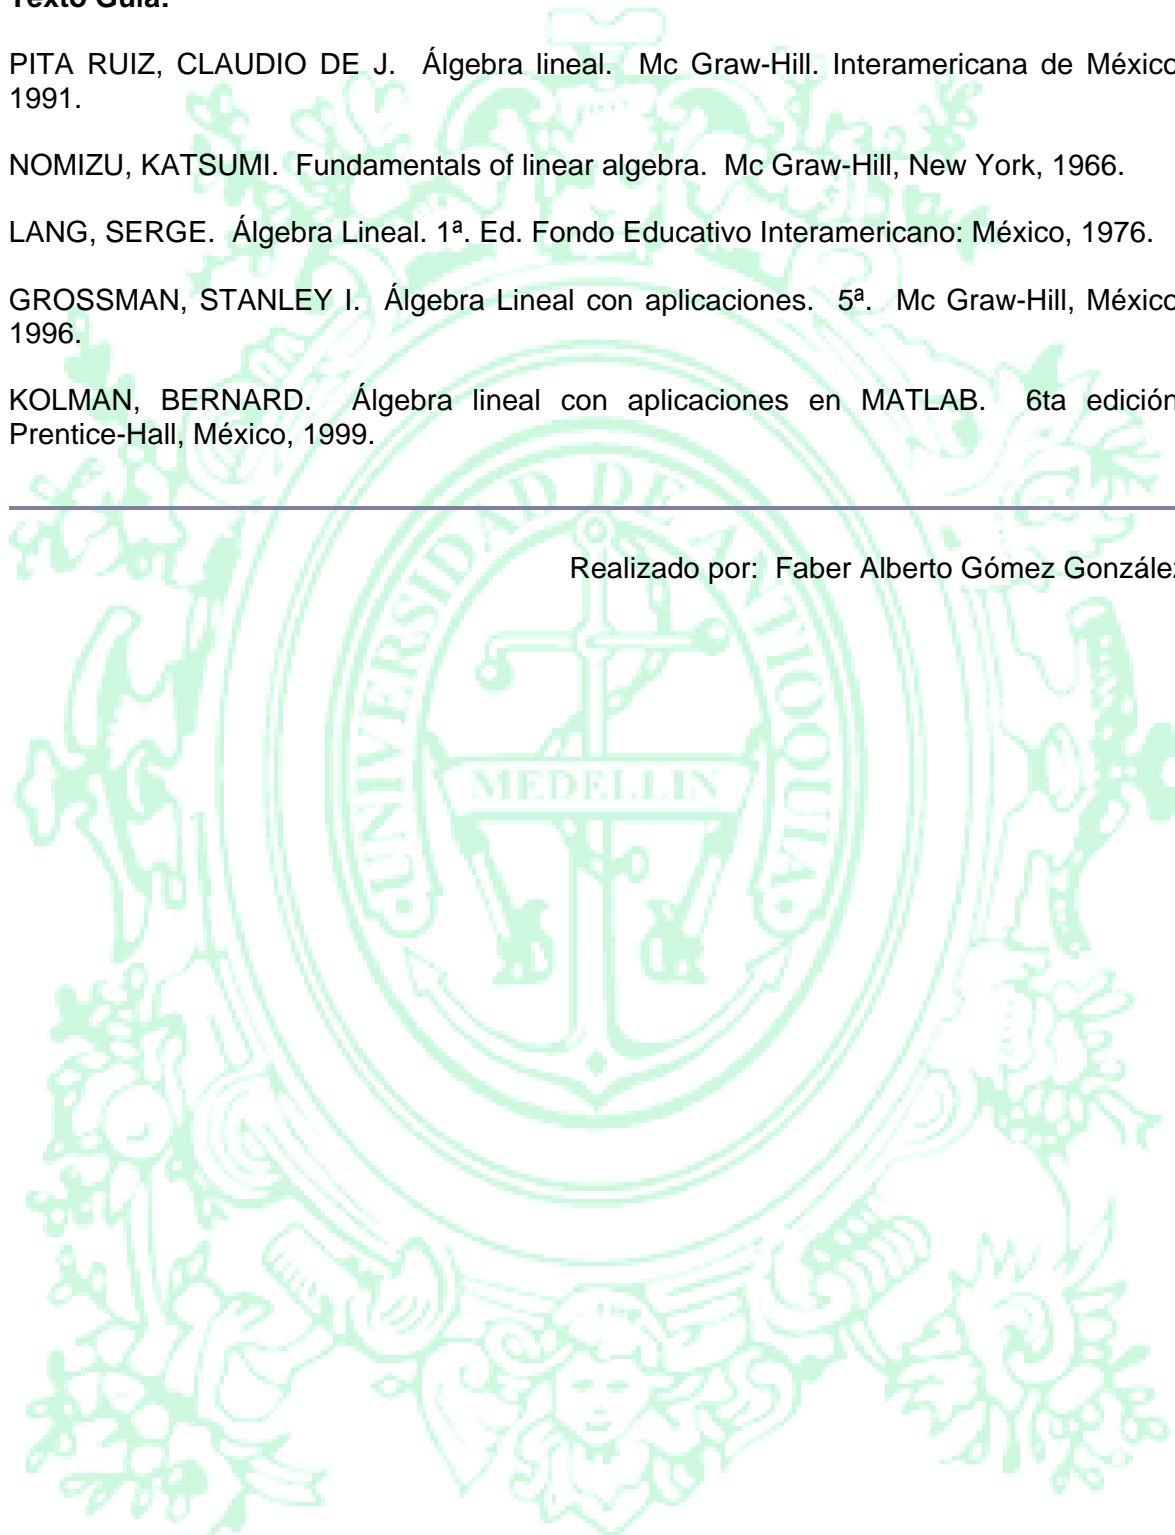 Texto Guía:
PITA RUIZ, CLAUDIO DE J. Álgebra lineal. Mc Graw-Hill. Interamericana de México
1991.
NOMIZU, KATSUMI. Fundamentals of linear algebra. Mc Graw-Hill, New York, 1966.
LANG, SERGE. Álgebra Lineal. 1ª. Ed. Fondo Educativo Interamericano: México, 1976.
GROSSMAN, STANLEY I. Álgebra Lineal con aplicaciones. 5ª. Mc Graw-Hill, México
1996.
KOLMAN, BERNARD. Álgebra lineal con aplicaciones en MATLAB. 6ta edición
Prentice-Hall, México, 1999.
Realizado por: Faber Alberto Gómez González
UNIVERSIDAD DE ANTIOQUIA
MEDELLIN